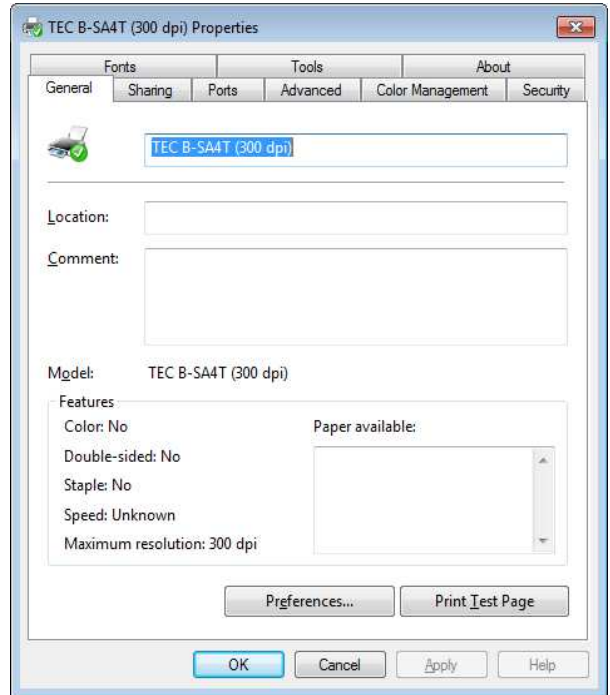 TEC B-SA4T (300 dpi) Properties
Fonts Tools About
General Sharing Ports Advanced Color Management Security
TEC B-SA4T (300 dpi)
Location:
Comment:
Model: TEC B-SA4T (300 dpi)
Features
Color: No Paper available:
Double-sided: No
Staple: No
Speed: Unknown
Maximum resolution: 300 dpi
Preferences... Print Test Page
OK Cancel Apply Help